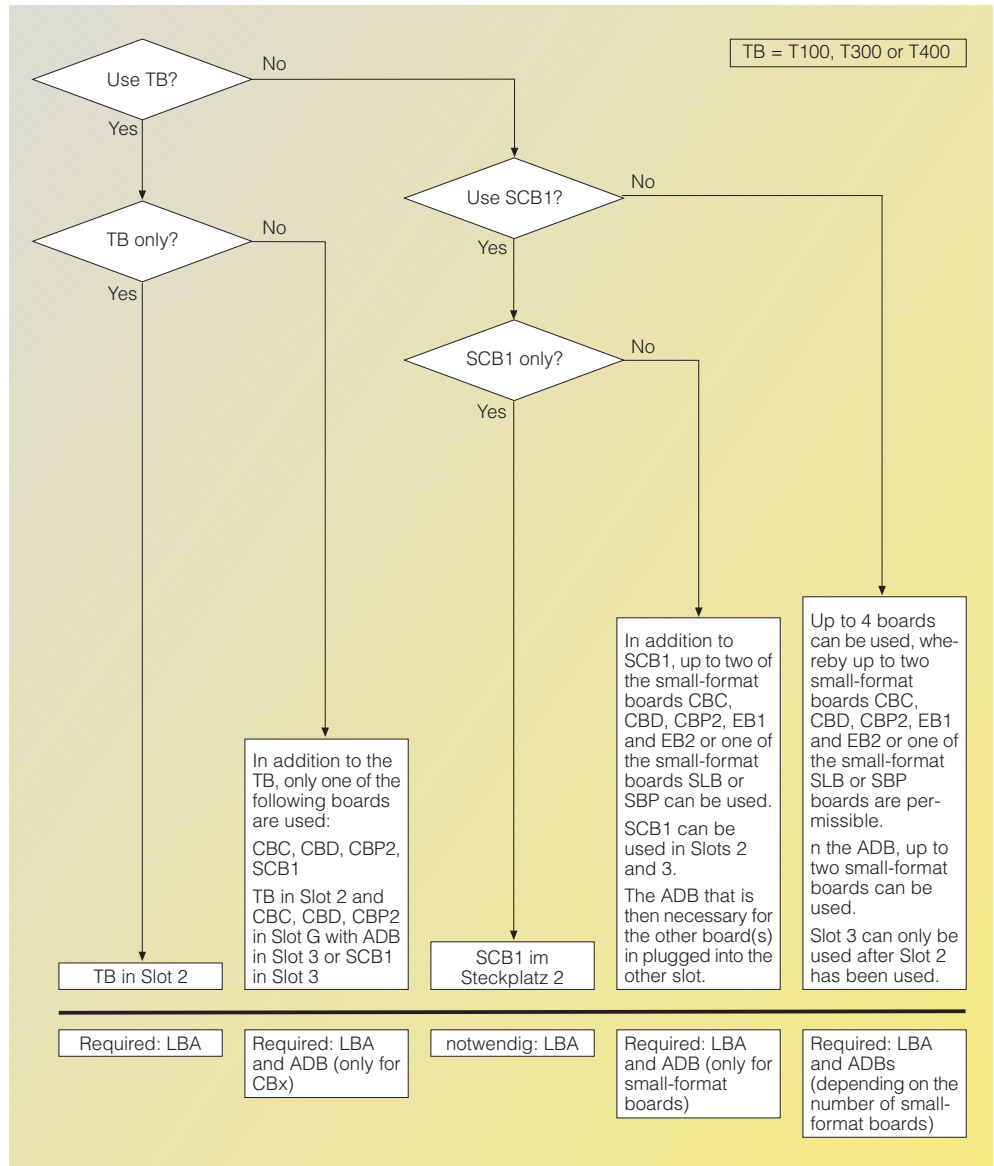 TB = T100, T300 or T400
Use TB?
No
Yes
Use SCB1?
No
Yes
TB only?
No
Yes
SCB1 only?
No
Yes
TB in Slot 2
In addition to the
TB, only one of the
following boards
are used:
CBC, CBD, CBP2,
SCB1
TB in Slot 2 and
CBC, CBD, CBP2
in Slot G with ADB
in Slot 3 or SCB1
in Slot 3
SCB1 im
Steckplatz 2
In addition to
SCB1, up to two of
the small-format
boards CBC,
CBD, CBP2, EB1
and EB2 or one of
the small-format
boards SLB or
SBP can be used.
SCB1 can be
used in Slots 2
and 3.
The ADB that is
then necessary for
the other board(s)
in plugged into the
other slot.
Up to 4 boards
can be used, whe-
reby up to two
small-format
boards CBC,
CBD, CBP2, EB1
and EB2 or one of
the small-format
SLB or SBP
boards are per-
missible.
n the ADB, up to
two small-format
boards can be
used.
Slot 3 can only be
used after Slot 2
has been used.
Required: LBA
Required: LBA
and ADB (only for
CBx)
notwendig: LBA
Required: LBA
and ADB (only for
small-format
boards)
Required: LBA
and ADBs
(depending on the
number of small-
format boards)